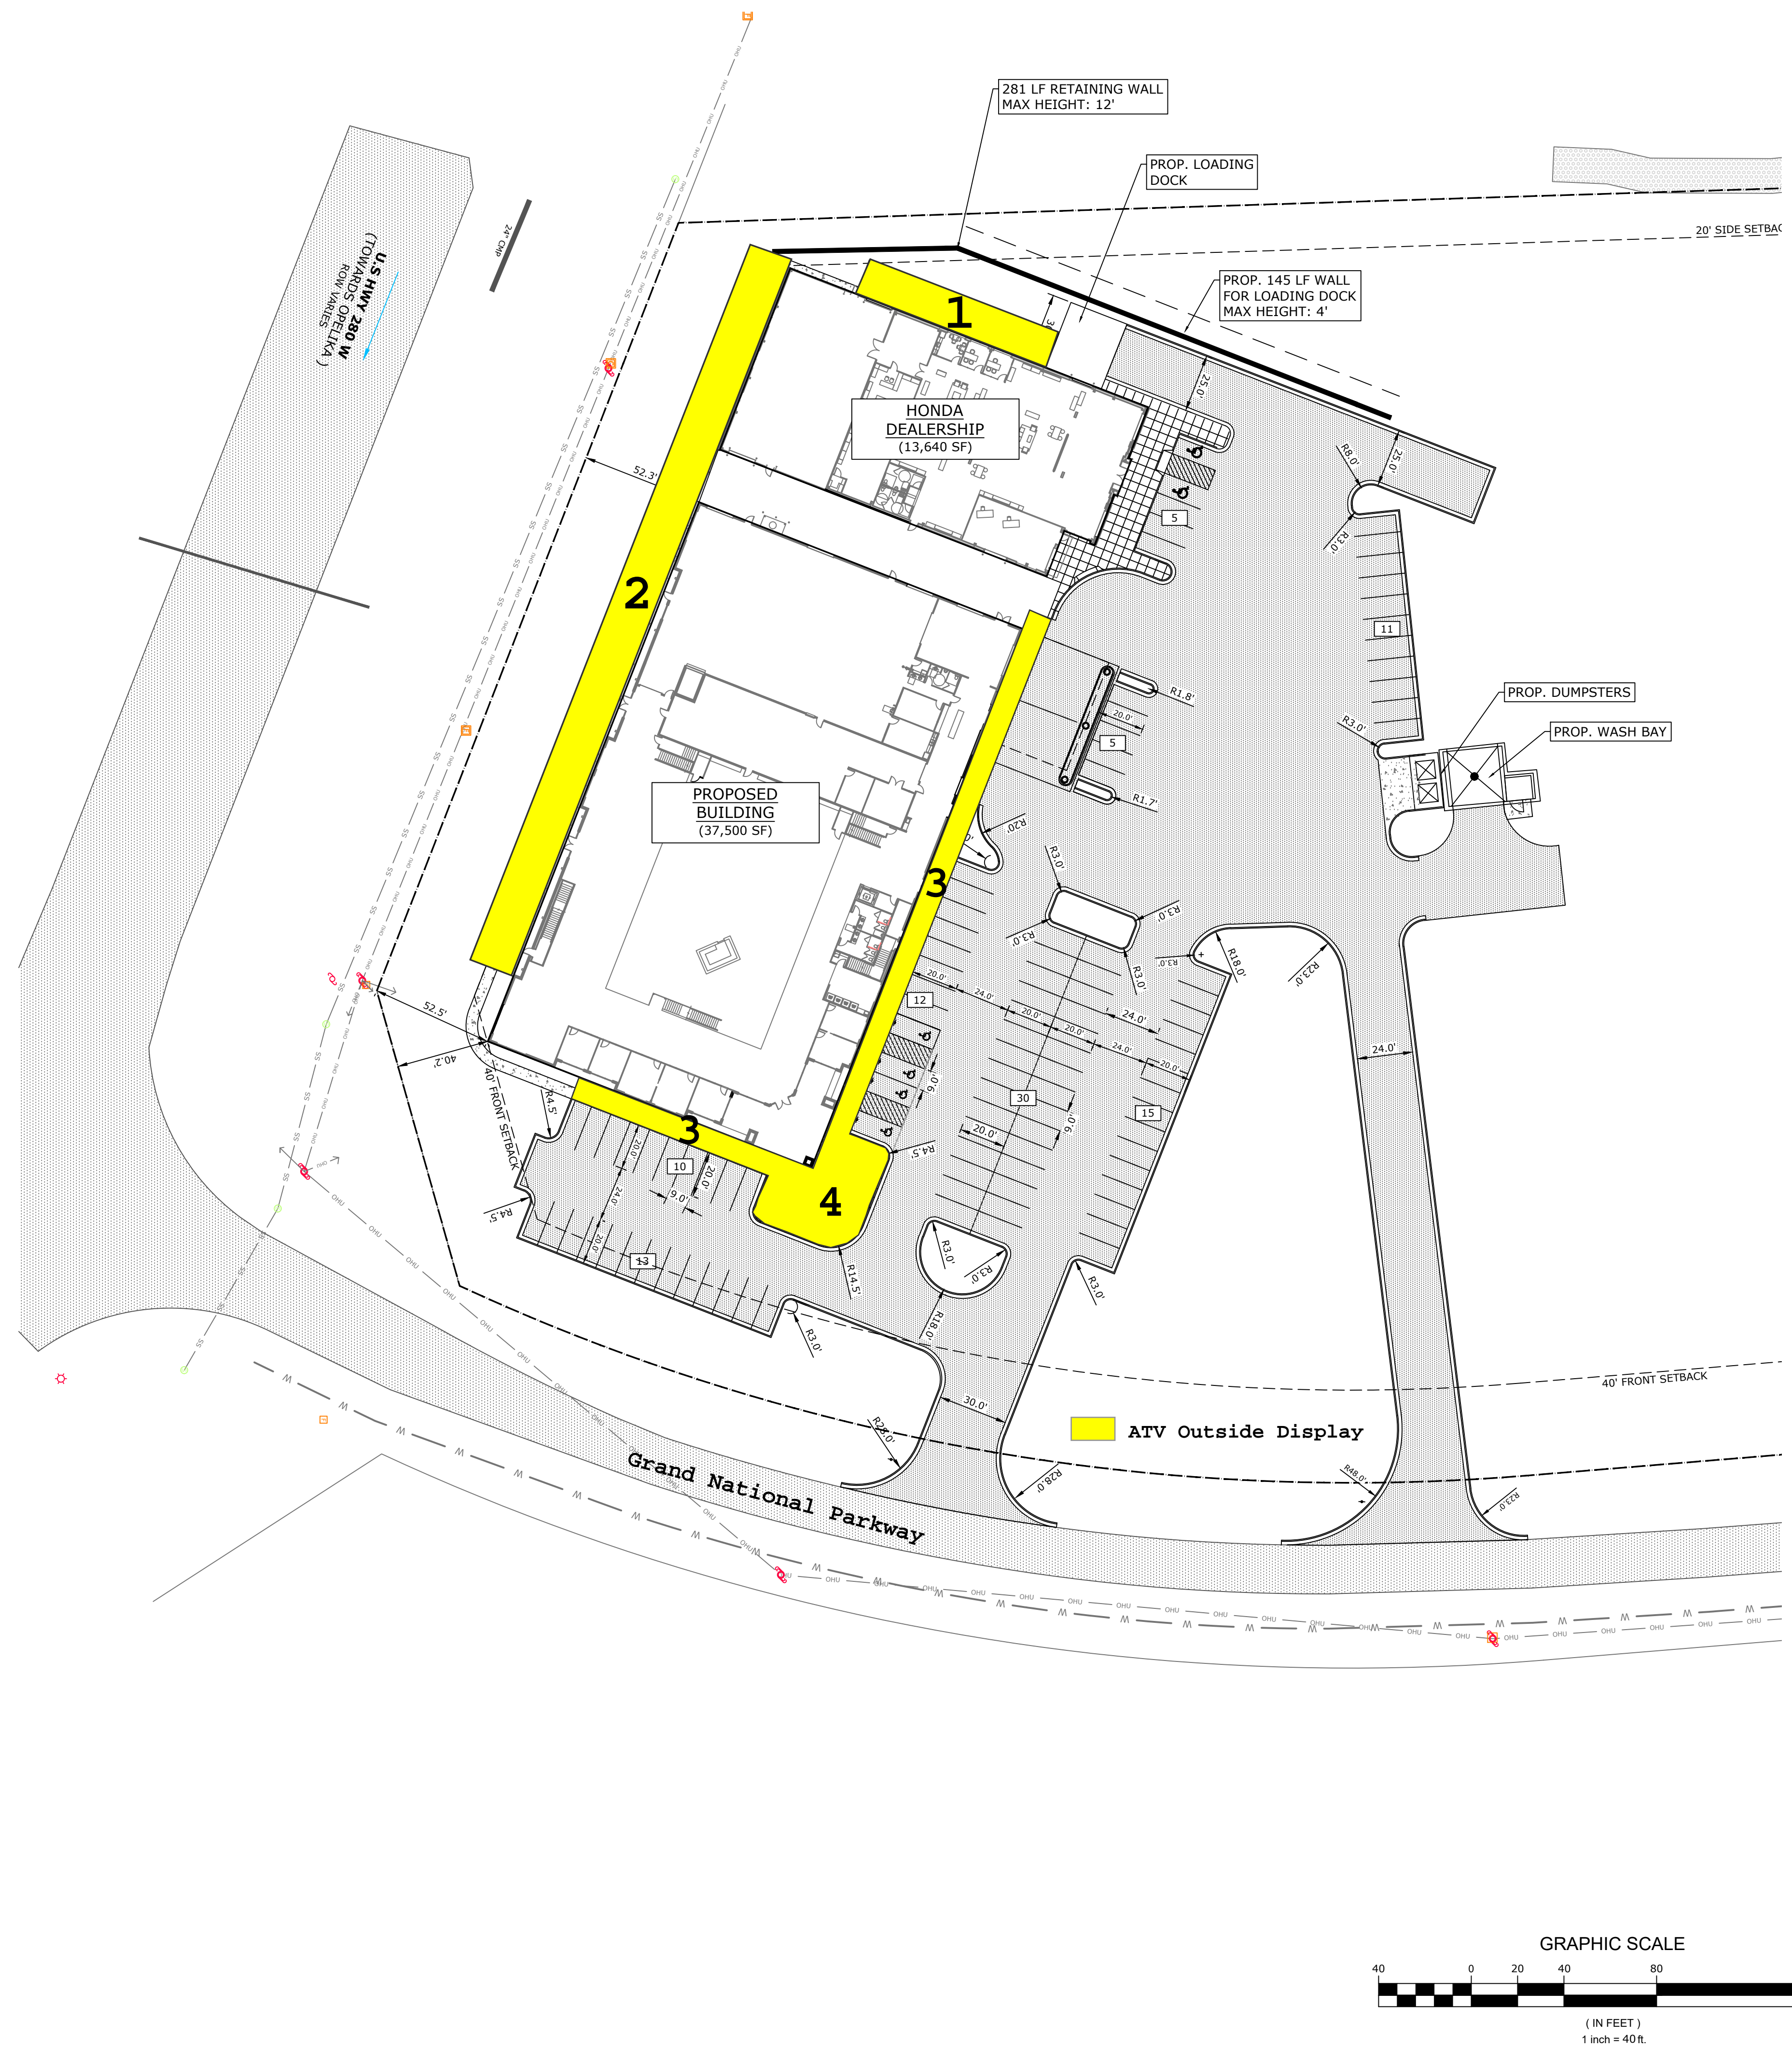 281 LF RETAINING WALL
MAX HEIGHT: 12'
PROP. LOADING
DOCK
20' SIDE SETBAC
24" CMP
U.S HWY 280 W
(TOWARDS OPELIKA )
ROW VARIES
PROP. 145 LF WALL
FOR LOADING DOCK
MAX HEIGHT: 4'
1
25.0'
HONDA
DEALERSHIP
(13,640 SF)
R8.0'
25.0'
52.3'
5
R3.0'
2
11
R1.8'
20.0'
5
PROP. DUMPSTERS
R3.0'
PROP. WASH BAY
PROPOSED
BUILDING
(37,500 SF)
R1.7'
R20'
R3.0'
3
R3.0'
R3.0'
R3.0'
R3.0'
R18.0'
R23.0'
20.0'
12
24.0'
20.0'
20.0'
24.0'
24.0'
20.0'
24.0'
52.5'
40.2'
40' FRONT SETBACK
R4.5'
9.0'
30
15
9.0'
20.0'
3
20.0'
10
20.0'
R4.5'
9.0'
24.0'
4
R4.5'
20.0'
13
R14.5'
R3.0'
R3.0'
R3.0'
R18.0'
R3.0'
40' FRONT SETBACK
30.0'
ATV Outside Display
R28.0'
R28.0'
R48.0'
R23.0'
Grand National Parkway
SS
OHU
W
GRAPHIC SCALE
40 0 20 40 80
( IN FEET )
1 inch = 40 ft.